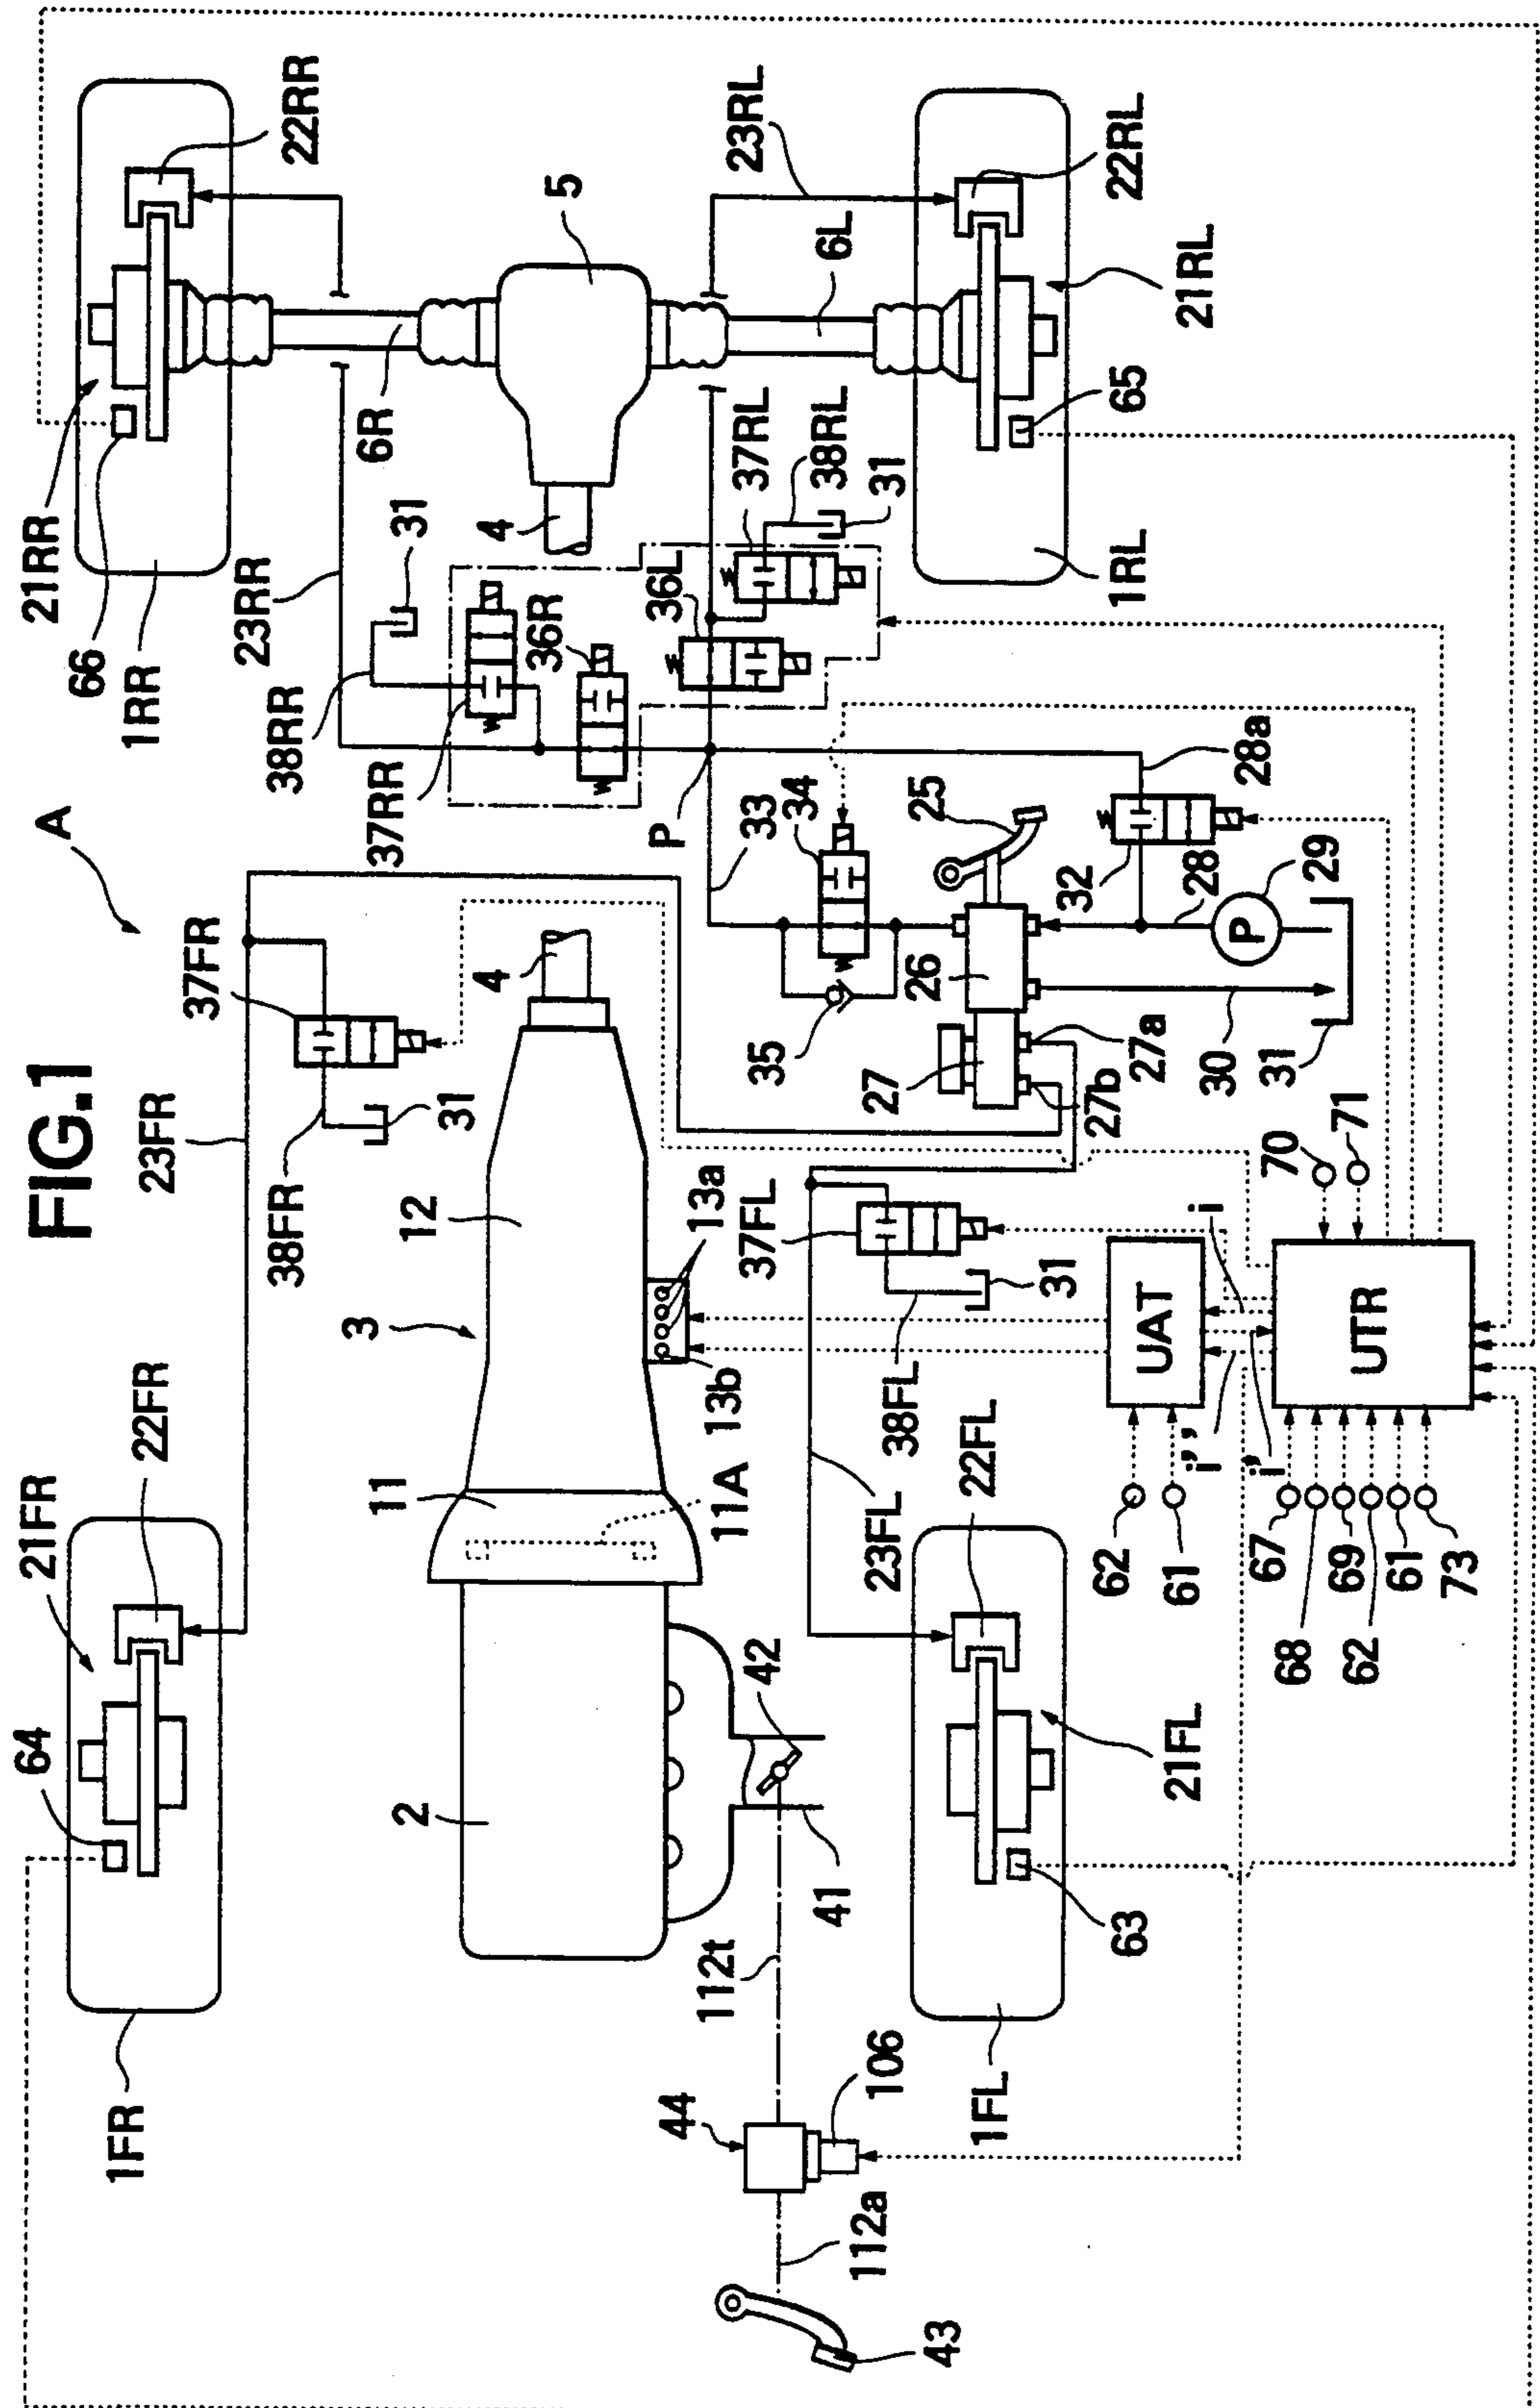 FIG.1
A
21RR
66
1RR
22RR
23RR
38RR
31
6R
5
23RL
6L
22RL
21RL
65
1RL
4
37RL
38RL
31
36L
36R
37RR
P
33
34
25
28a
32
28
29
P
26
35
27
27a
27b
30
31
23FR
37FR
38FR
31
4
12
3
13a
13b
11
11A
37FL
38FL
31
70
71
i
UAT
UTR
i''
i'
62
61
67
68
69
62
61
73
22FR
21FR
64
1FR
2
42
41
112t
23FL
22FL
21FL
63
1FL
44
106
112a
43